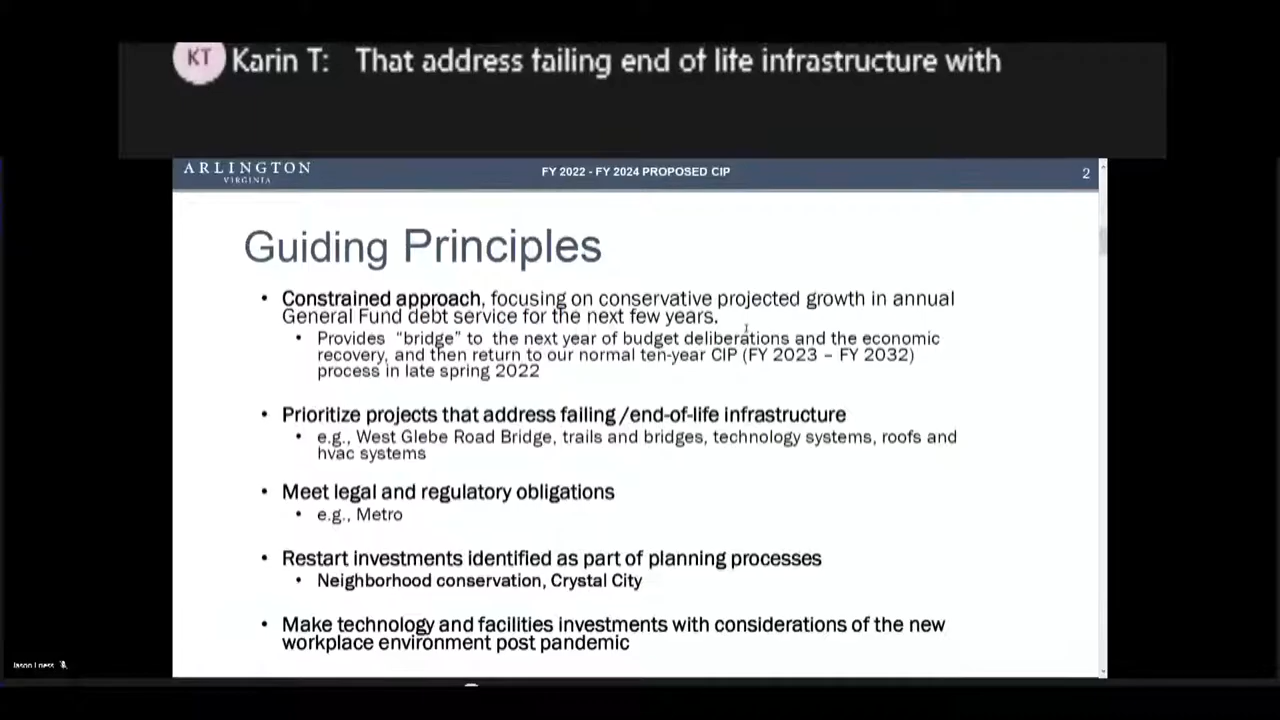 KT Karin T: That address failing end of life infrastructure with
ARLINGTON
VIRGINIA
FY 2022 - FY 2024 PROPOSED CIP
2
Guiding Principles
• Constrained approach, focusing on conservative projected growth in annual
General Fund debt service for the next few years.
• Provides “bridge” to the next year of budget deliberations and the economic
recovery, and then return to our normal ten-year CIP (FY 2023 – FY 2032)
process in late spring 2022
• Prioritize projects that address failing /end-of-life infrastructure
• e.g., West Glebe Road Bridge, trails and bridges, technology systems, roofs and
hvac systems
• Meet legal and regulatory obligations
• e.g., Metro
• Restart investments identified as part of planning processes
• Neighborhood conservation, Crystal City
• Make technology and facilities investments with considerations of the new
workplace environment post pandemic
Jason